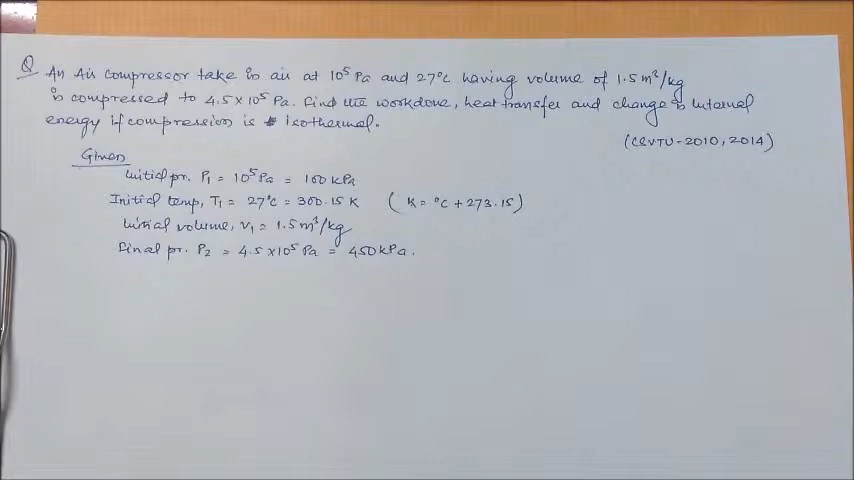 Q An Air compressor take in air at 10⁵ Pa and 27°C having volume of 1.5 m³/kg
is compressed to 4.5 × 10⁵ Pa. Find the workdone, heat transfer and change in Internal
energy if compression is isothermal.
(CSVTU-2010, 2014)
Given
Initial pr. P₁ = 10⁵ Pa = 100 kPa
Initial temp, T₁ = 27°C = 300.15 K ( K = °C + 273.15)
Initial volume, v₁ = 1.5 m³/kg
Final pr. P₂ = 4.5 × 10⁵ Pa = 450 kPa.